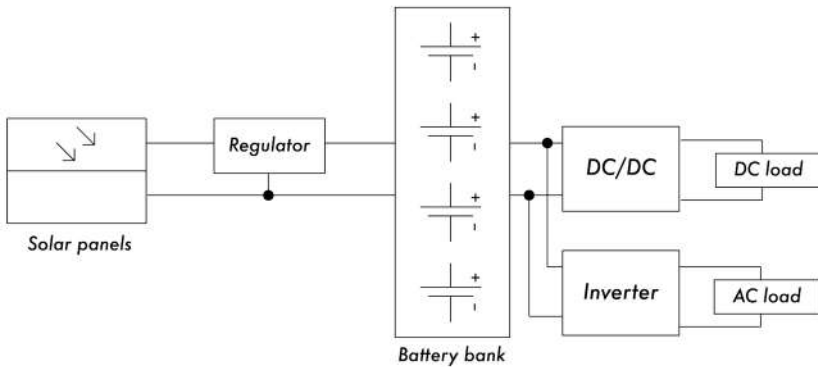 +
-
+
-
Regulator
DC/DC
DC load
+
-
Solar panels
+
-
Inverter
AC load
Battery bank